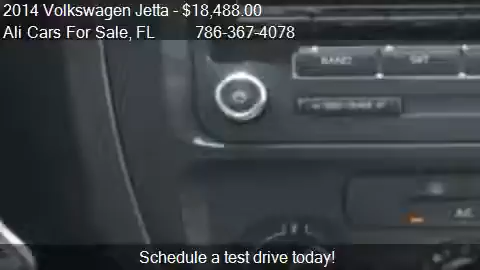 2014 Volkswagen Jetta - $18,488.00
Ali Cars For Sale, FL 786-367-4078
BAND
A/C
Schedule a test drive today!